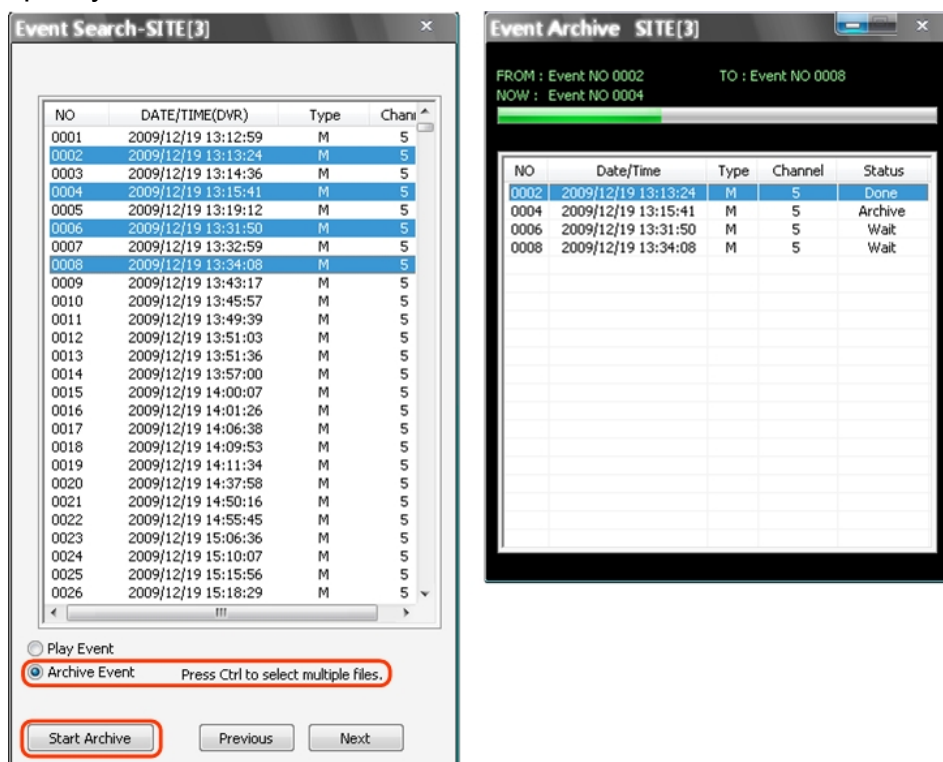 Event Search-SITE[3]
NO DATE/TIME(DVR) Type Chann
0001 2009/12/19 13:12:59 M 5
0002 2009/12/19 13:13:24 M 5
0003 2009/12/19 13:14:36 M 5
0004 2009/12/19 13:15:41 M 5
0005 2009/12/19 13:19:12 M 5
0006 2009/12/19 13:31:50 M 5
0007 2009/12/19 13:32:59 M 5
0008 2009/12/19 13:34:08 M 5
0009 2009/12/19 13:43:17 M 5
0010 2009/12/19 13:45:57 M 5
0011 2009/12/19 13:49:39 M 5
0012 2009/12/19 13:51:03 M 5
0013 2009/12/19 13:51:36 M 5
0014 2009/12/19 13:57:00 M 5
0015 2009/12/19 14:00:07 M 5
0016 2009/12/19 14:01:26 M 5
0017 2009/12/19 14:06:38 M 5
0018 2009/12/19 14:09:53 M 5
0019 2009/12/19 14:11:34 M 5
0020 2009/12/19 14:37:58 M 5
0021 2009/12/19 14:50:16 M 5
0022 2009/12/19 14:55:45 M 5
0023 2009/12/19 15:06:36 M 5
0024 2009/12/19 15:10:07 M 5
0025 2009/12/19 15:15:56 M 5
0026 2009/12/19 15:18:29 M 5
Play Event
Archive Event Press Ctrl to select multiple files.
Start Archive Previous Next
Event Archive SITE[3]
FROM : Event NO 0002 TO : Event NO 0008
NOW : Event NO 0004
NO Date/Time Type Channel Status
0002 2009/12/19 13:13:24 M 5 Done
0004 2009/12/19 13:15:41 M 5 Archive
0006 2009/12/19 13:31:50 M 5 Wait
0008 2009/12/19 13:34:08 M 5 Wait